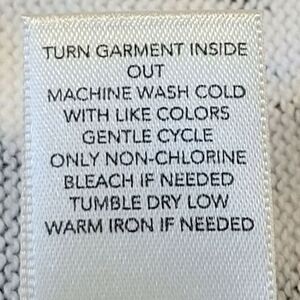 TURN GARMENT INSIDE
OUT
MACHINE WASH COLD
WITH LIKE COLORS
GENTLE CYCLE
ONLY NON-CHLORINE
BLEACH IF NEEDED
TUMBLE DRY LOW
WARM IRON IF NEEDED